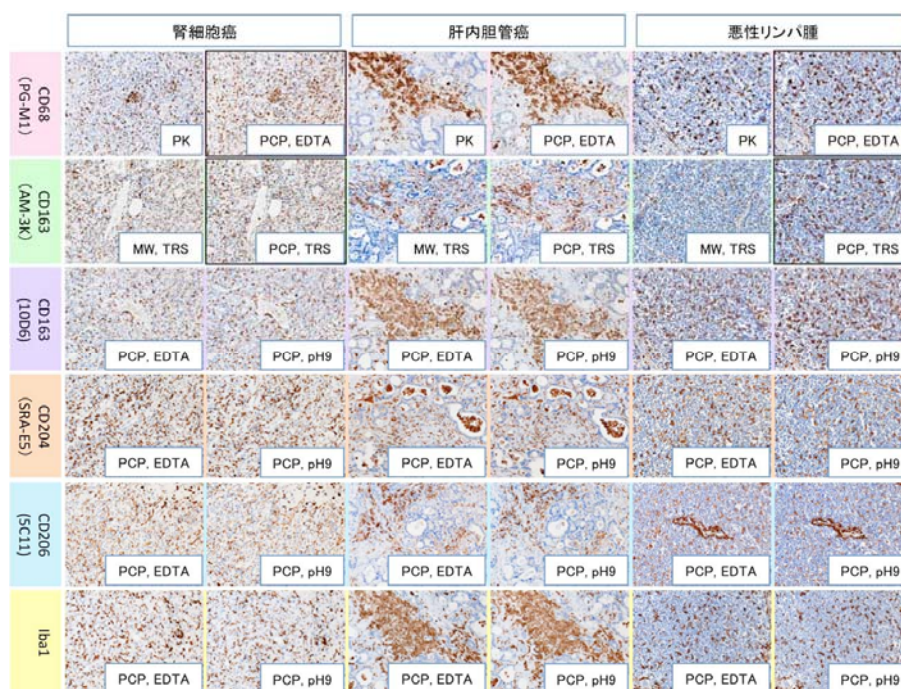 腎細胞癌 肝内胆管癌 悪性リンパ腫
CD68
(PG-M1)
PK PCP, EDTA PK PCP, EDTA PK PCP, EDTA
CD163
(AM-3K)
MW, TRS PCP, TRS MW, TRS PCP, TRS MW, TRS PCP, TRS
CD163
(10D6)
PCP, EDTA PCP, pH9 PCP, EDTA PCP, pH9 PCP, EDTA PCP, pH9
CD204
(SRA-E5)
PCP, EDTA PCP, pH9 PCP, EDTA PCP, pH9 PCP, EDTA PCP, pH9
CD206
(5C11)
PCP, EDTA PCP, pH9 PCP, EDTA PCP, pH9 PCP, EDTA PCP, pH9
Iba1
PCP, EDTA PCP, pH9 PCP, EDTA PCP, pH9 PCP, EDTA PCP, pH9